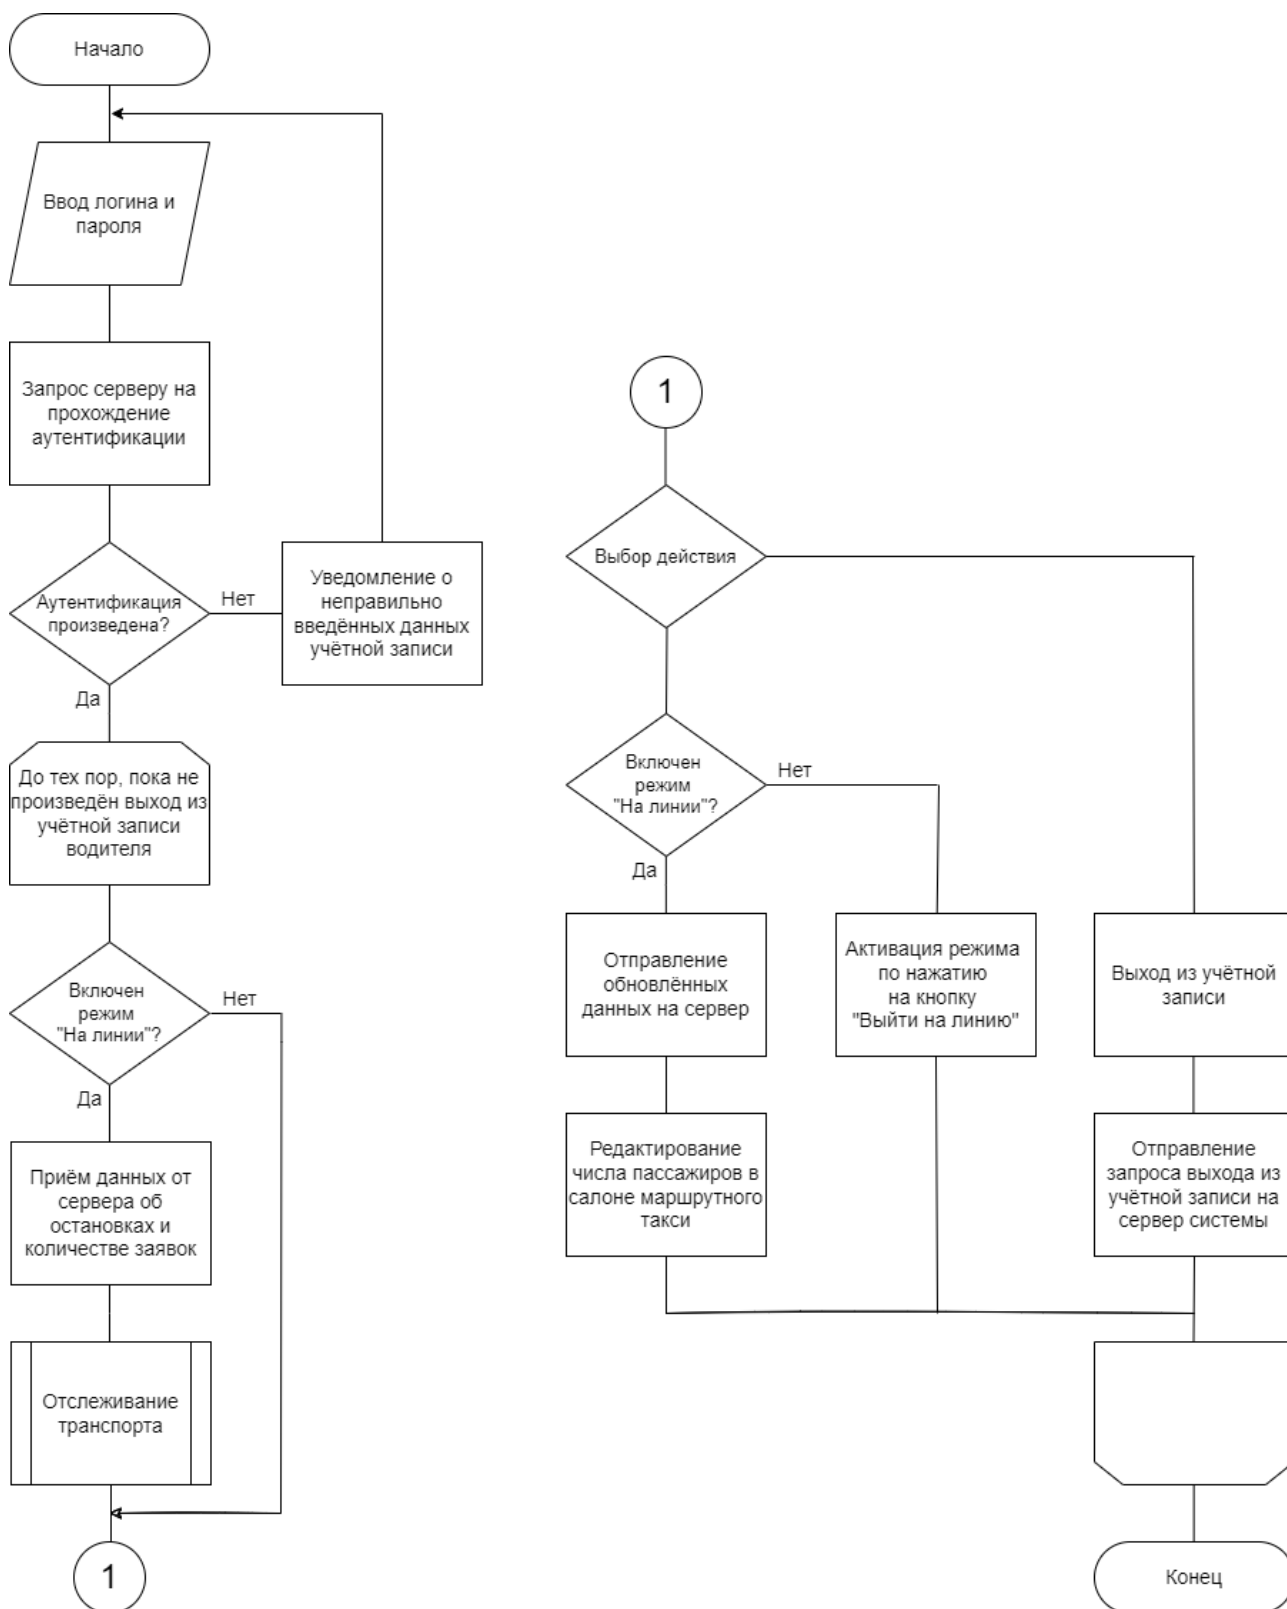 Начало
Ввод логина и
пароля
Запрос серверу на
прохождение
аутентификации
Аутентификация
произведена?
Нет
Уведомление о
неправильно
введённых данных
учётной записи
Да
До тех пор, пока не
произведён выход из
учётной записи
водителя
Включен
режим
"На линии"?
Нет
Да
Приём данных от
сервера об
остановках и
количестве заявок
Отслеживание
транспорта
1
1
Выбор действия
Включен
режим
"На линии"?
Нет
Да
Отправление
обновлённых
данных на сервер
Активация режима
по нажатию
на кнопку
"Выйти на линию"
Выход из учётной
записи
Редактирование
числа пассажиров в
салоне маршрутного
такси
Отправление
запроса выхода из
учётной записи на
сервер системы
Конец